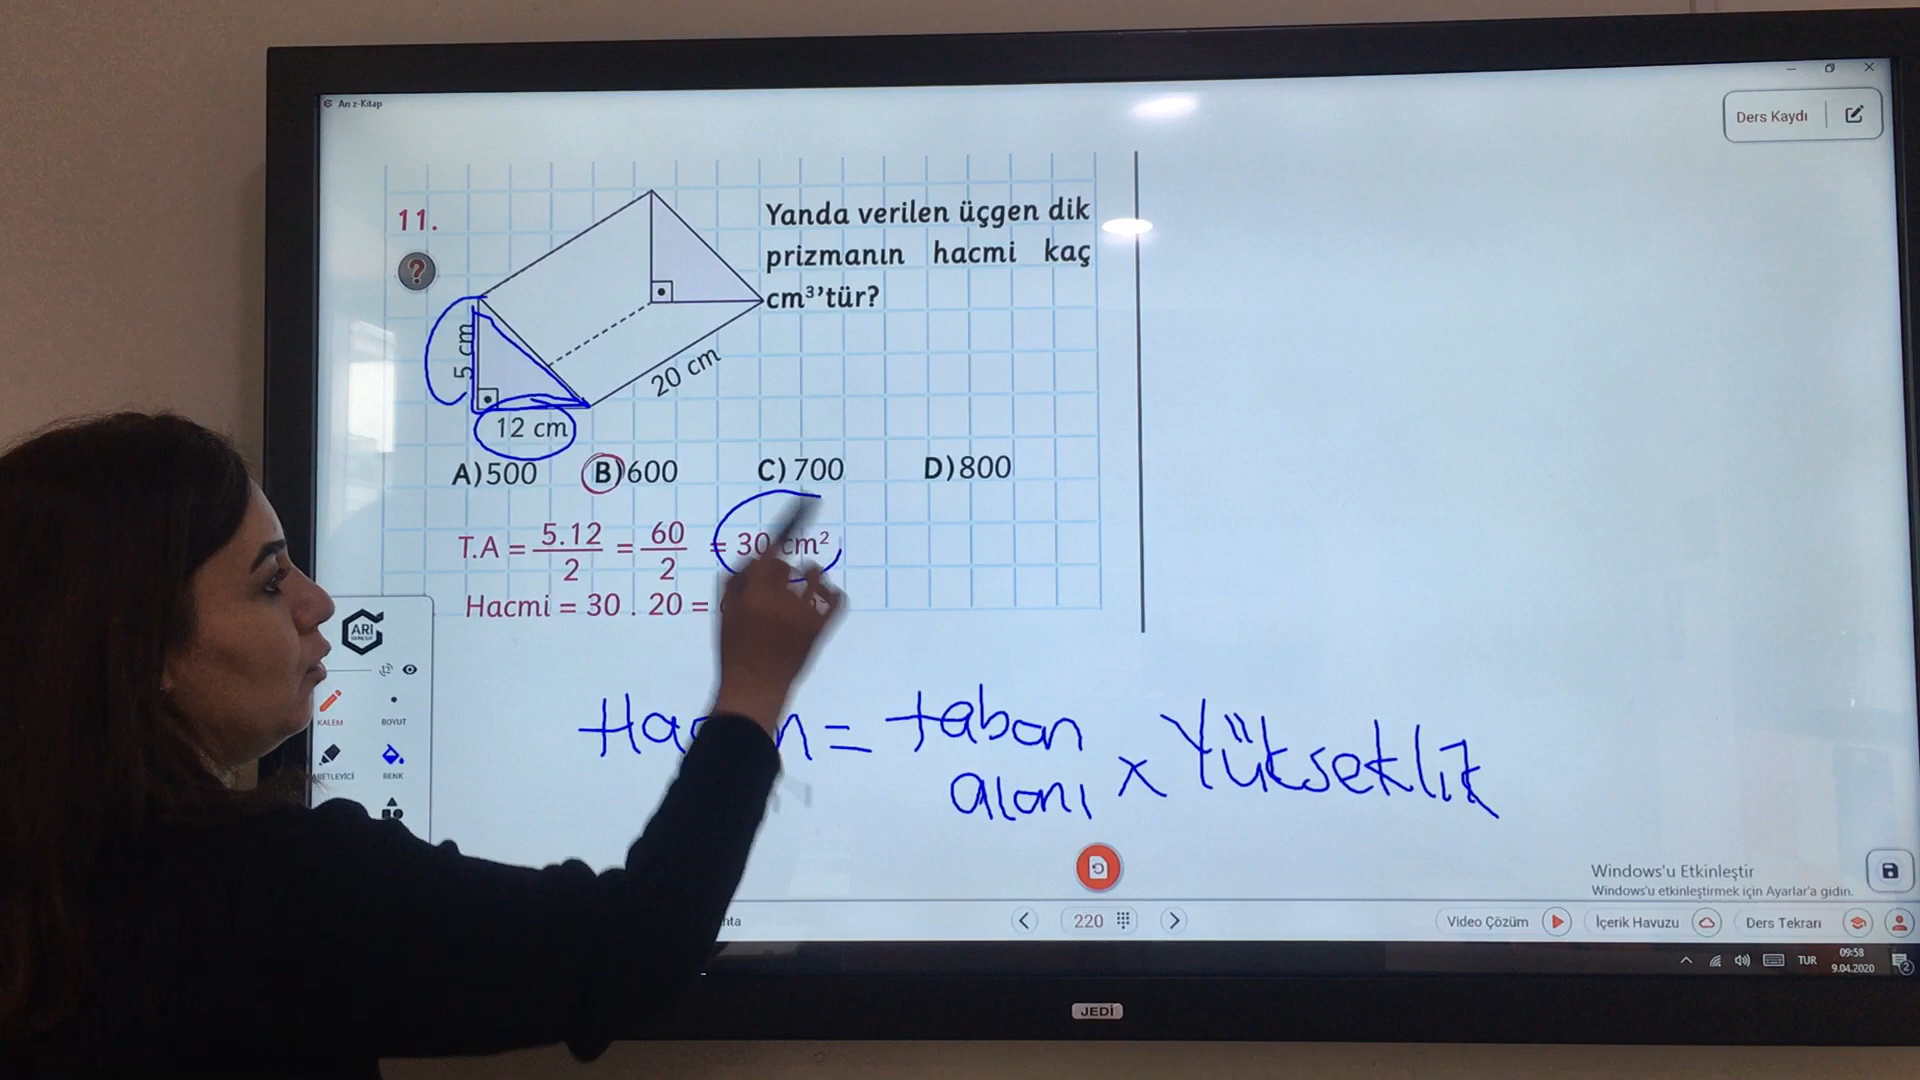 Arı z-Kitap
Ders Kaydı
11.
Yanda verilen üçgen dik
prizmanın hacmi kaç
cm³'tür?
5 cm
20 cm
12 cm
A) 500 B) 600 C) 700 D) 800
T.A = 5.12/2 = 60/2 = 30 cm²
Hacmi = 30 . 20 =
ARI
KALEM
BOYUT
RENK
= taban
alanı x Yükseklik
Windows'u Etkinleştir
Windows'u etkinleştirmek için Ayarlar'a gidin.
220
Video Çözüm
İçerik Havuzu
Ders Tekrarı
TUR
09:58
9.04.2020
2
JEDİ